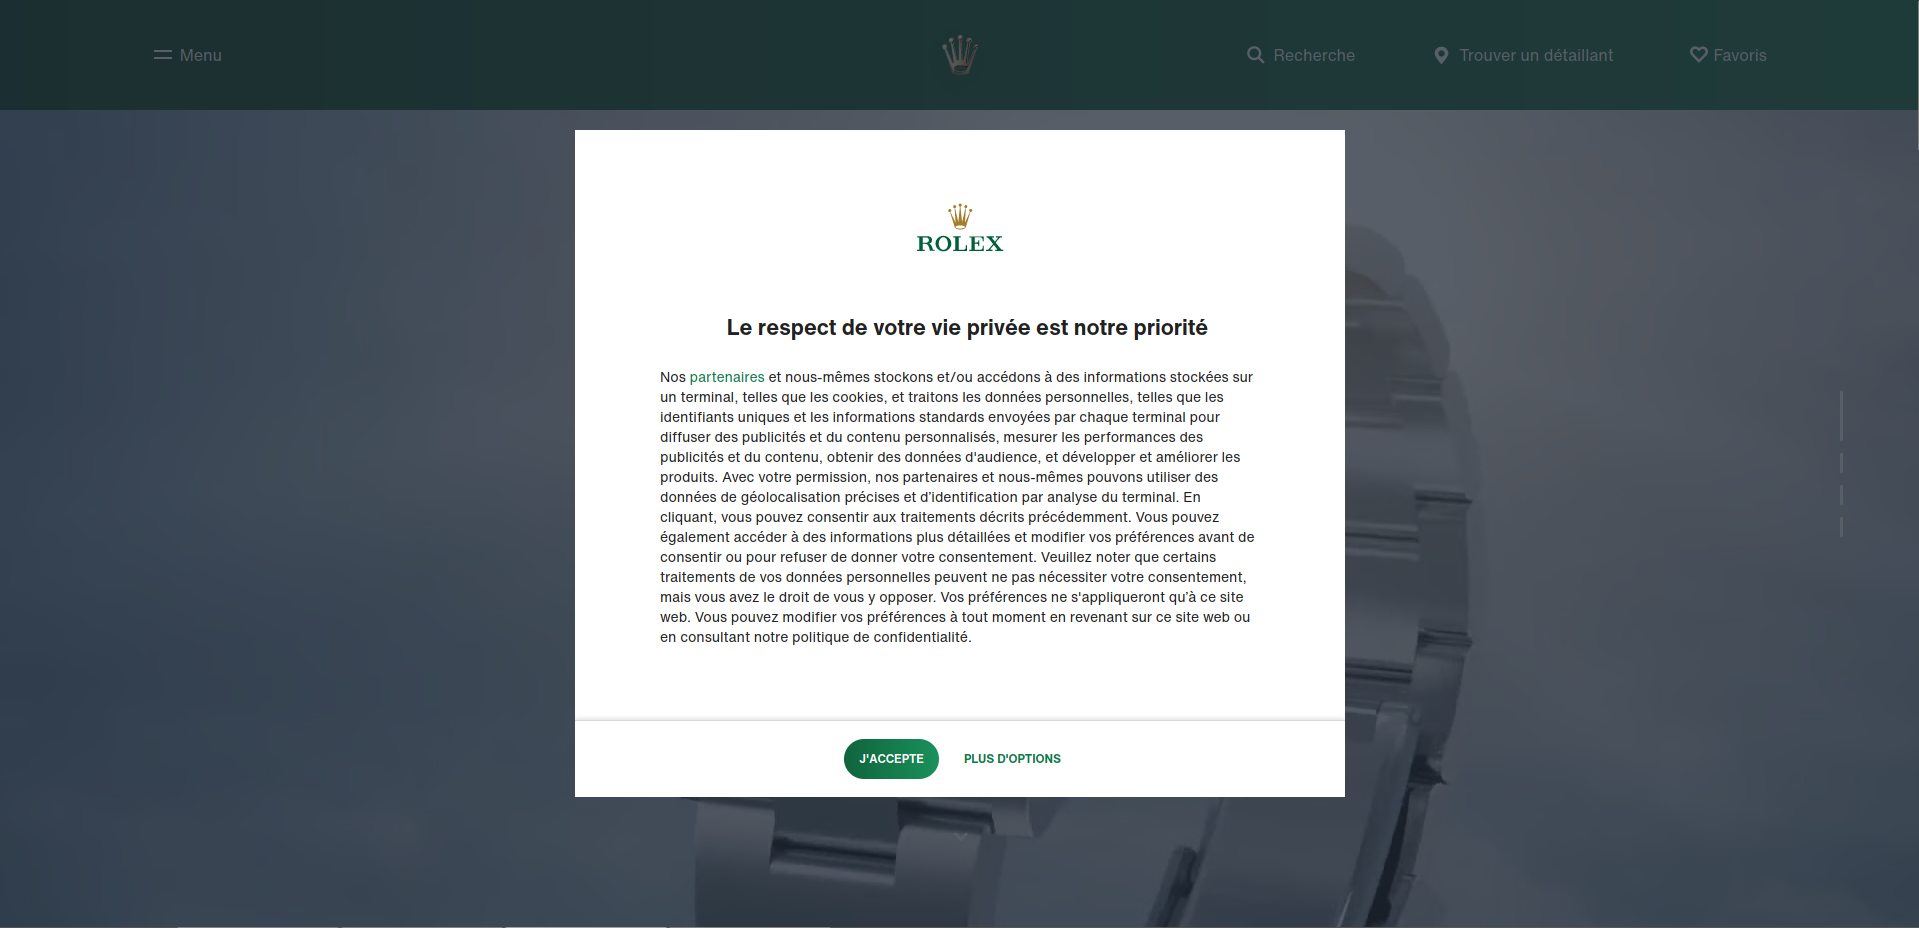 Menu
Recherche
Trouver un détaillant
Favoris
ROLEX
Le respect de votre vie privée est notre priorité
Nos partenaires et nous-mêmes stockons et/ou accédons à des informations stockées sur
un terminal, telles que les cookies, et traitons les données personnelles, telles que les
identifiants uniques et les informations standards envoyées par chaque terminal pour
diffuser des publicités et du contenu personnalisés, mesurer les performances des
publicités et du contenu, obtenir des données d'audience, et développer et améliorer les
produits. Avec votre permission, nos partenaires et nous-mêmes pouvons utiliser des
données de géolocalisation précises et d’identification par analyse du terminal. En
cliquant, vous pouvez consentir aux traitements décrits précédemment. Vous pouvez
également accéder à des informations plus détaillées et modifier vos préférences avant de
consentir ou pour refuser de donner votre consentement. Veuillez noter que certains
traitements de vos données personnelles peuvent ne pas nécessiter votre consentement,
mais vous avez le droit de vous y opposer. Vos préférences ne s'appliqueront qu’à ce site
web. Vous pouvez modifier vos préférences à tout moment en revenant sur ce site web ou
en consultant notre politique de confidentialité.
J'ACCEPTE
PLUS D'OPTIONS